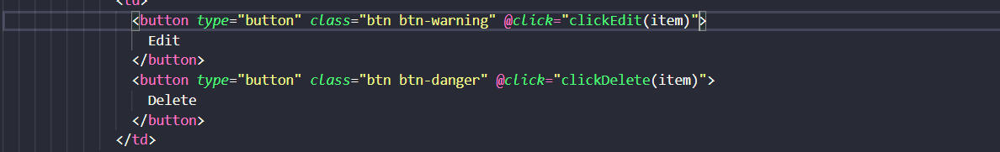 <td>
<button type="button" class="btn btn-warning" @click="clickEdit(item)">
Edit
</button>
<button type="button" class="btn btn-danger" @click="clickDelete(item)">
Delete
</button>
</td>